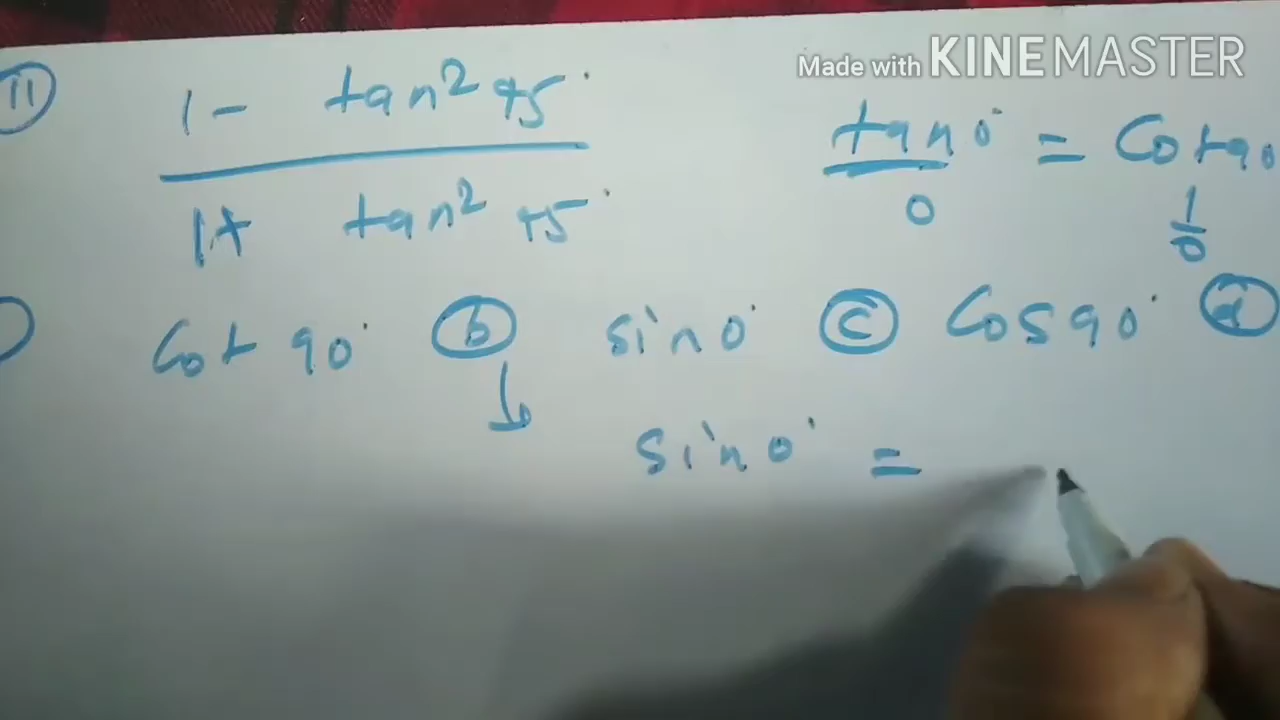 Made with KINEMASTER
11 1 - tan² 45°
1+ tan² 45°
tan 0° = Cot 90
0 1/0
Cot 90° b sin 0° c Cos 90° d
sin 0° =